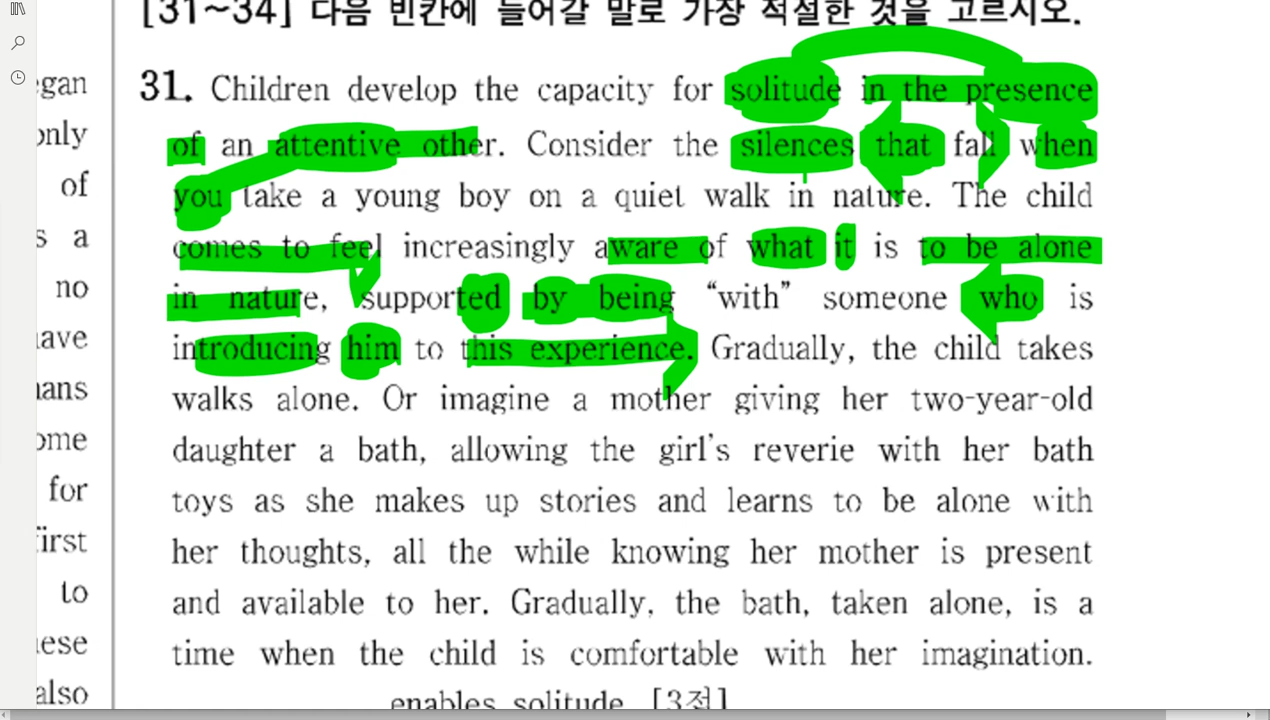 [31~34] 다음 빈칸에 들어갈 말로 가장 적절한 것을 고르시오.
31. Children develop the capacity for solitude in the presence
of an attentive other. Consider the silences that fall when
you take a young boy on a quiet walk in nature. The child
comes to feel increasingly aware of what it is to be alone
in nature, supported by being “with” someone who is
introducing him to this experience. Gradually, the child takes
walks alone. Or imagine a mother giving her two-year-old
daughter a bath, allowing the girl's reverie with her bath
toys as she makes up stories and learns to be alone with
her thoughts, all the while knowing her mother is present
and available to her. Gradually, the bath, taken alone, is a
time when the child is comfortable with her imagination.
enables solitude. [3점]
only
of
a
no
for
to
also